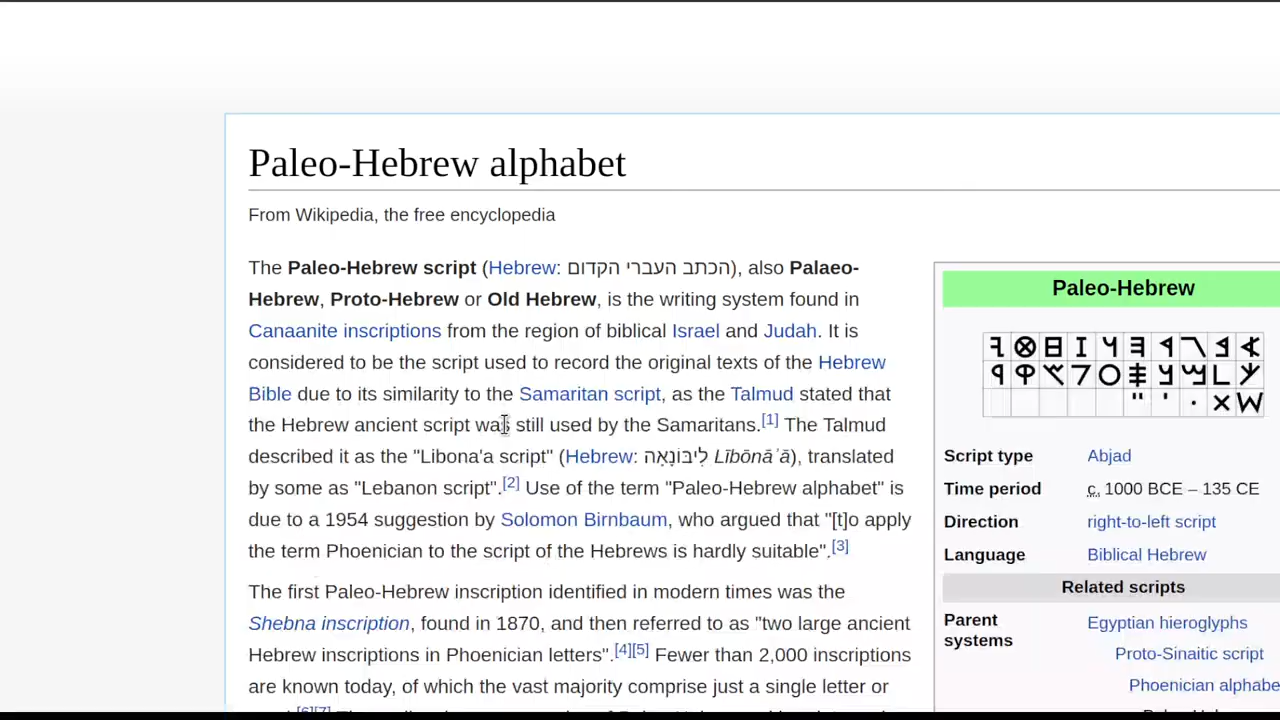 Paleo-Hebrew alphabet
From Wikipedia, the free encyclopedia
The Paleo-Hebrew script (Hebrew: הכתב העברי הקדום), also Palaeo-
Hebrew, Proto-Hebrew or Old Hebrew, is the writing system found in
Canaanite inscriptions from the region of biblical Israel and Judah. It is
considered to be the script used to record the original texts of the Hebrew
Bible due to its similarity to the Samaritan script, as the Talmud stated that
the Hebrew ancient script was still used by the Samaritans.[1] The Talmud
described it as the "Libona'a script" (Hebrew: לִיבּוֹנָאָה Lībōnāʾā), translated
by some as "Lebanon script".[2] Use of the term "Paleo-Hebrew alphabet" is
due to a 1954 suggestion by Solomon Birnbaum, who argued that "[t]o apply
the term Phoenician to the script of the Hebrews is hardly suitable".[3]
The first Paleo-Hebrew inscription identified in modern times was the
Shebna inscription, found in 1870, and then referred to as "two large ancient
Hebrew inscriptions in Phoenician letters".[4][5] Fewer than 2,000 inscriptions
are known today, of which the vast majority comprise just a single letter or
Paleo-Hebrew
Script type Abjad
Time period c. 1000 BCE – 135 CE
Direction right-to-left script
Language Biblical Hebrew
Related scripts
Parent systems Egyptian hieroglyphs
Proto-Sinaitic script
Phoenician alphabe